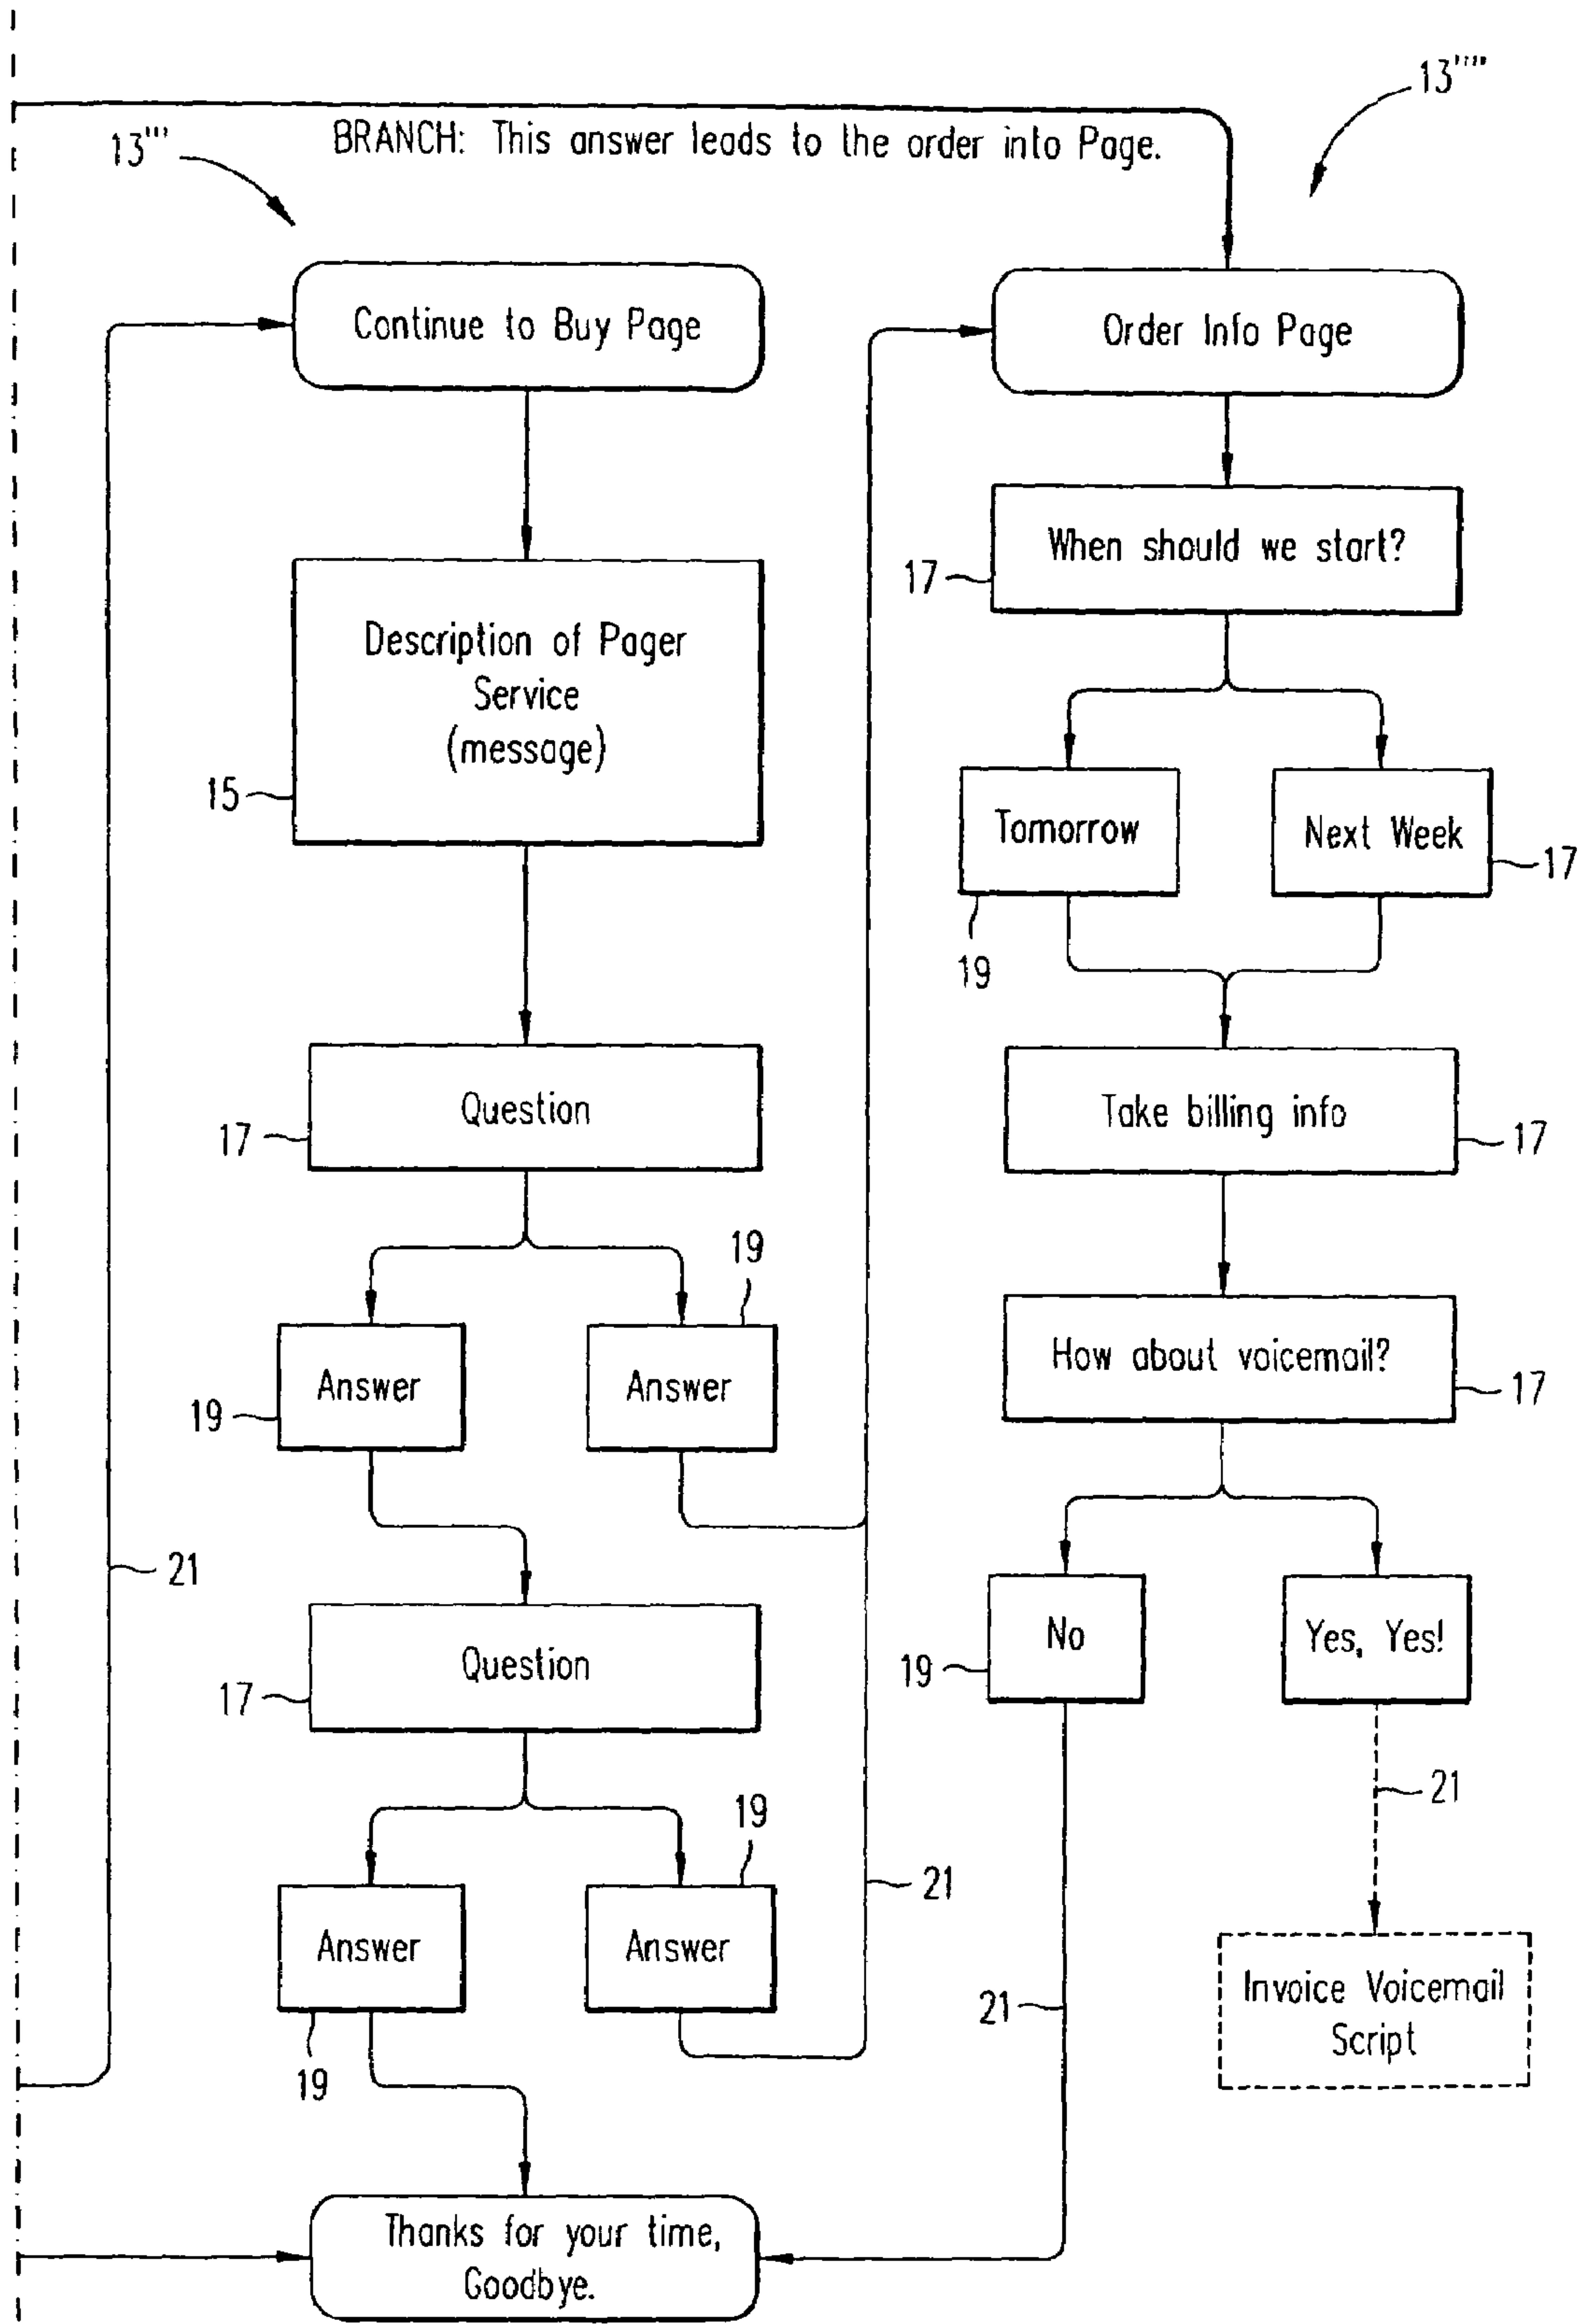 13''''
BRANCH: This answer leads to the order into Page.
13'''
Continue to Buy Page
Order Info Page
When should we start?
17
Description of Pager
Service
(message)
15
Tomorrow
Next Week
17
19
Question
17
Take billing info
17
19
Answer
Answer
19
How about voicemail?
17
21
Question
17
No
Yes, Yes!
19
21
19
Answer
Answer
19
21
Invoice Voicemail
Script
21
Thanks for your time,
Goodbye.